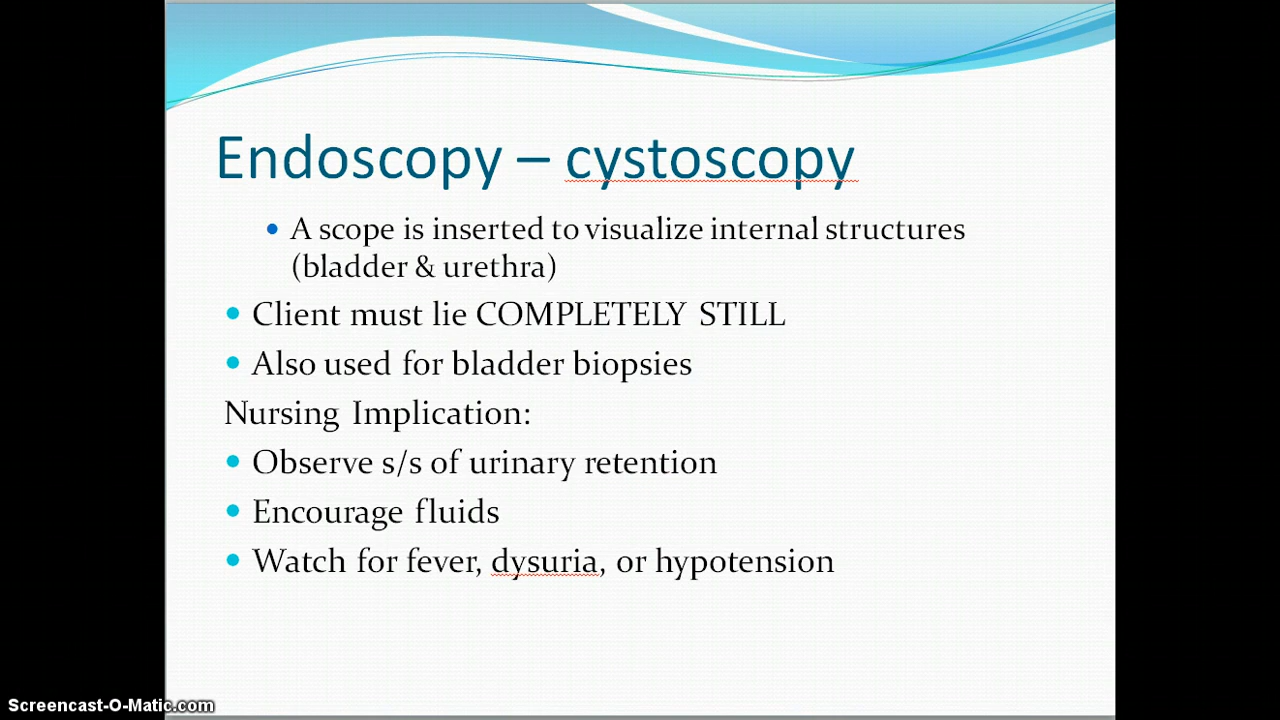 Endoscopy – cystoscopy
• A scope is inserted to visualize internal structures
(bladder & urethra)
• Client must lie COMPLETELY STILL
• Also used for bladder biopsies
Nursing Implication:
• Observe s/s of urinary retention
• Encourage fluids
• Watch for fever, dysuria, or hypotension
Screencast-O-Matic.com